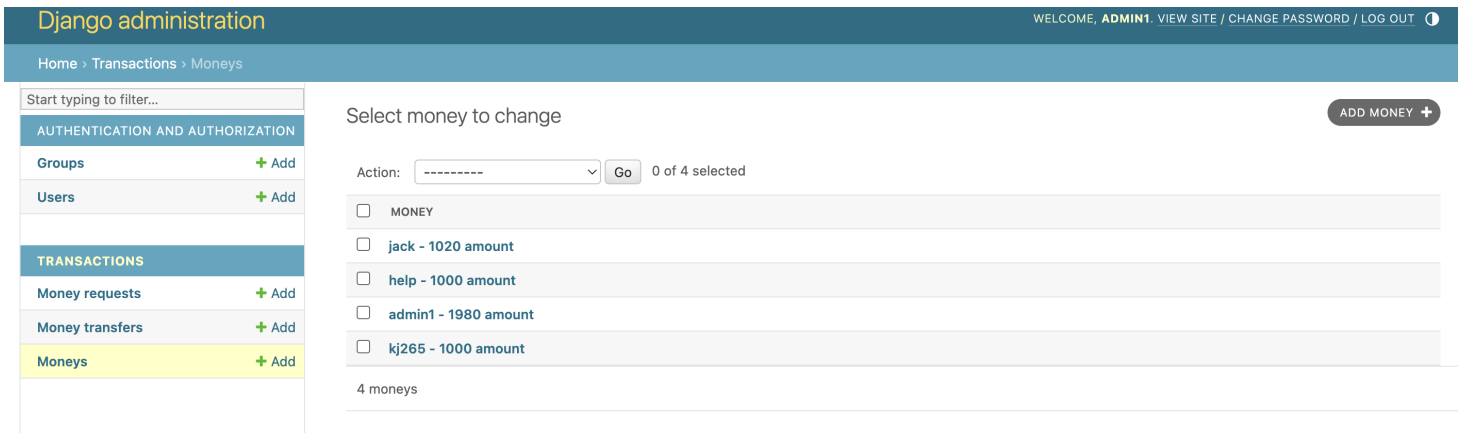 Django administration
WELCOME, ADMIN1. VIEW SITE / CHANGE PASSWORD / LOG OUT
Home › Transactions › Moneys
Start typing to filter...
AUTHENTICATION AND AUTHORIZATION
Groups + Add
Users + Add
TRANSACTIONS
Money requests + Add
Money transfers + Add
Moneys + Add
Select money to change
ADD MONEY +
Action: --------- Go 0 of 4 selected
MONEY
jack - 1020 amount
help - 1000 amount
admin1 - 1980 amount
kj265 - 1000 amount
4 moneys